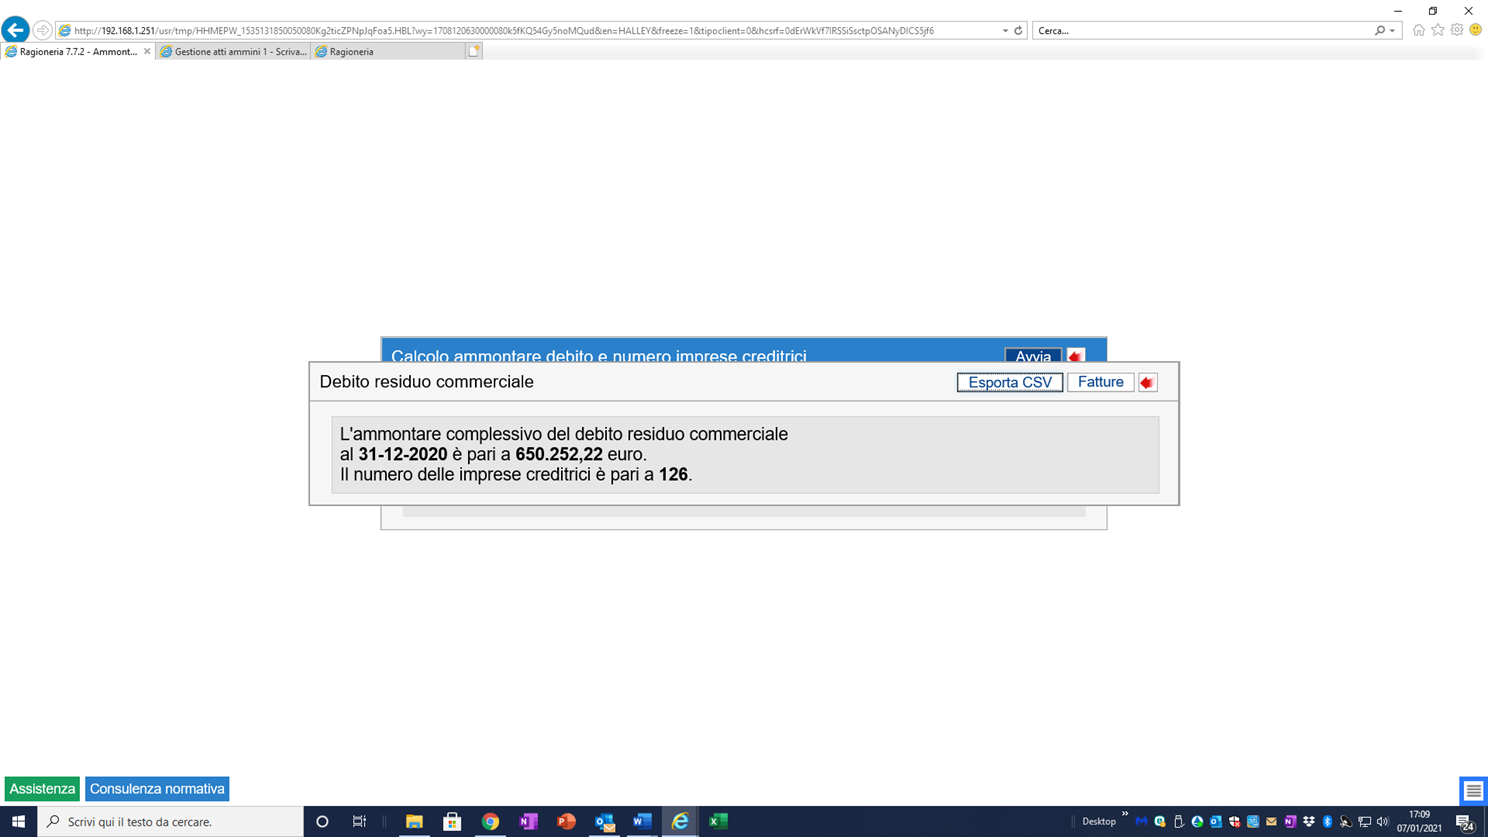 http://192.168.1.251/usr/tmp/HHMEPW_1535131850050080Kg2ticZPNpJqFoa5.HBL?wy=1708120630000080k5fKQ54Gy5noMQud&en=HALLEY&freeze=1&tipoclient=0&hcsrf=0dErWkVf7lRSSiSsctpOSANyDICS5jf6
Cerca...
Ragioneria 7.7.2 - Ammont...
Gestione atti ammini 1 - Scriva...
Ragioneria
Calcolo ammontare debito e numero imprese creditrici
Avvia
Debito residuo commerciale
Esporta CSV
Fatture
L'ammontare complessivo del debito residuo commerciale
al 31-12-2020 è pari a 650.252,22 euro.
Il numero delle imprese creditrici è pari a 126.
Assistenza
Consulenza normativa
Scrivi qui il testo da cercare.
Desktop
17:09
07/01/2021
24